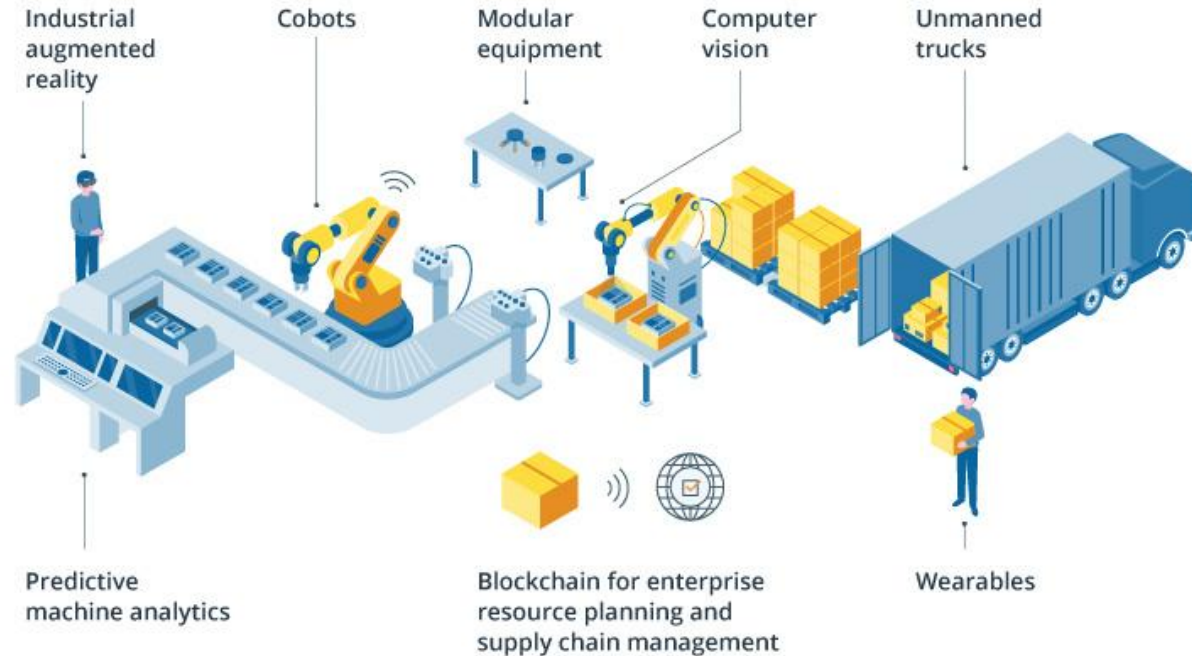 Industrial
augmented
reality
Cobots
Modular
equipment
Computer
vision
Unmanned
trucks
Predictive
machine analytics
Blockchain for enterprise
resource planning and
supply chain management
Wearables